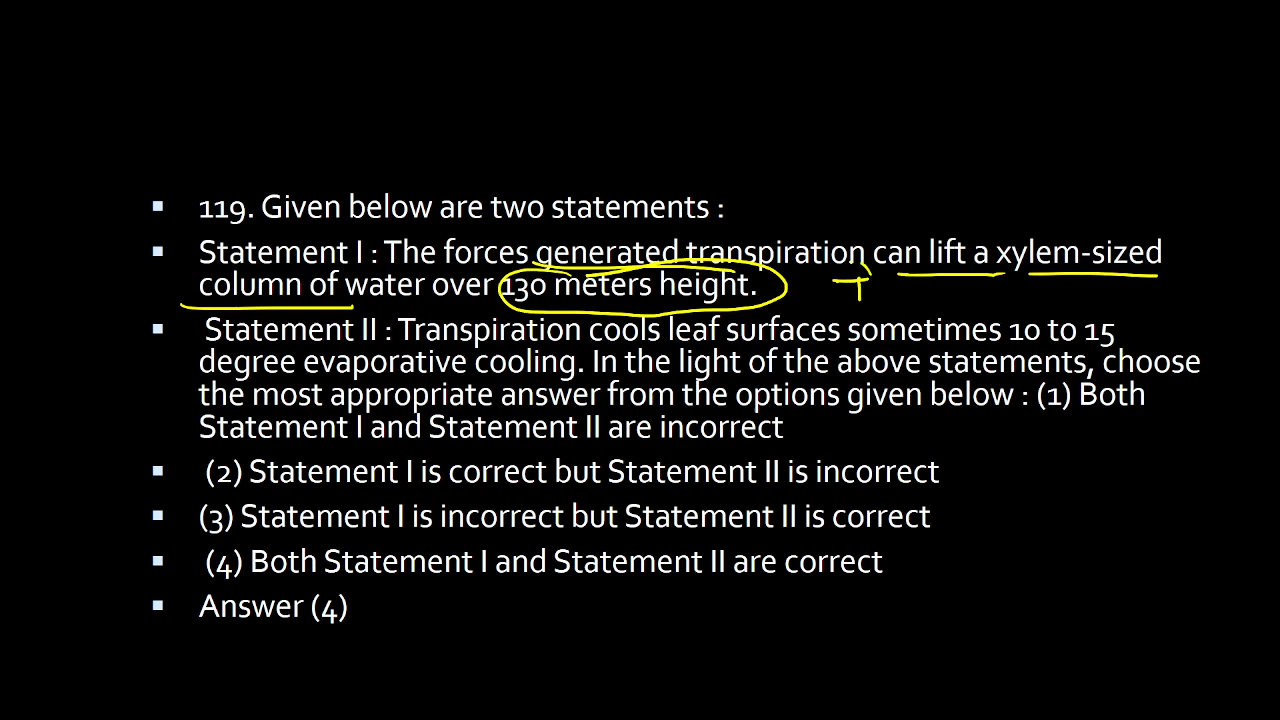 ▪ 119. Given below are two statements :
▪ Statement I : The forces generated transpiration can lift a xylem-sized
column of water over 130 meters height.
+
▪ Statement II : Transpiration cools leaf surfaces sometimes 10 to 15
degree evaporative cooling. In the light of the above statements, choose
the most appropriate answer from the options given below : (1) Both
Statement I and Statement II are incorrect
▪ (2) Statement I is correct but Statement II is incorrect
▪ (3) Statement I is incorrect but Statement II is correct
▪ (4) Both Statement I and Statement II are correct
▪ Answer (4)